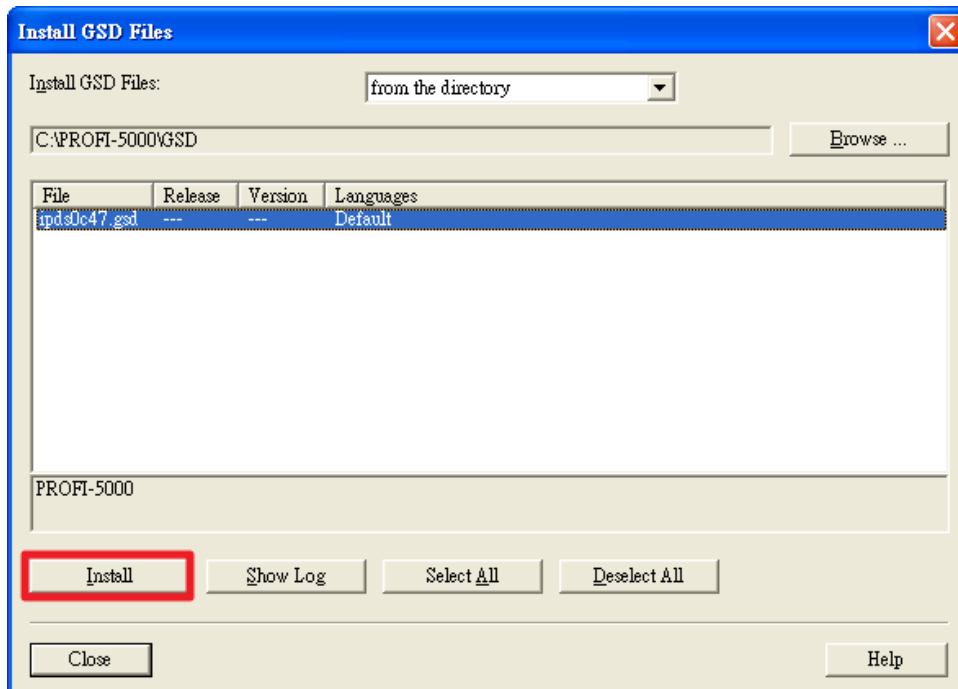 Install GSD Files
Install GSD Files: from the directory
C:\PROFI-5000\GSD Browse ...
File Release Version Languages
ipds0c47.gsd --- --- Default
PROFI-5000
Install Show Log Select All Deselect All
Close Help